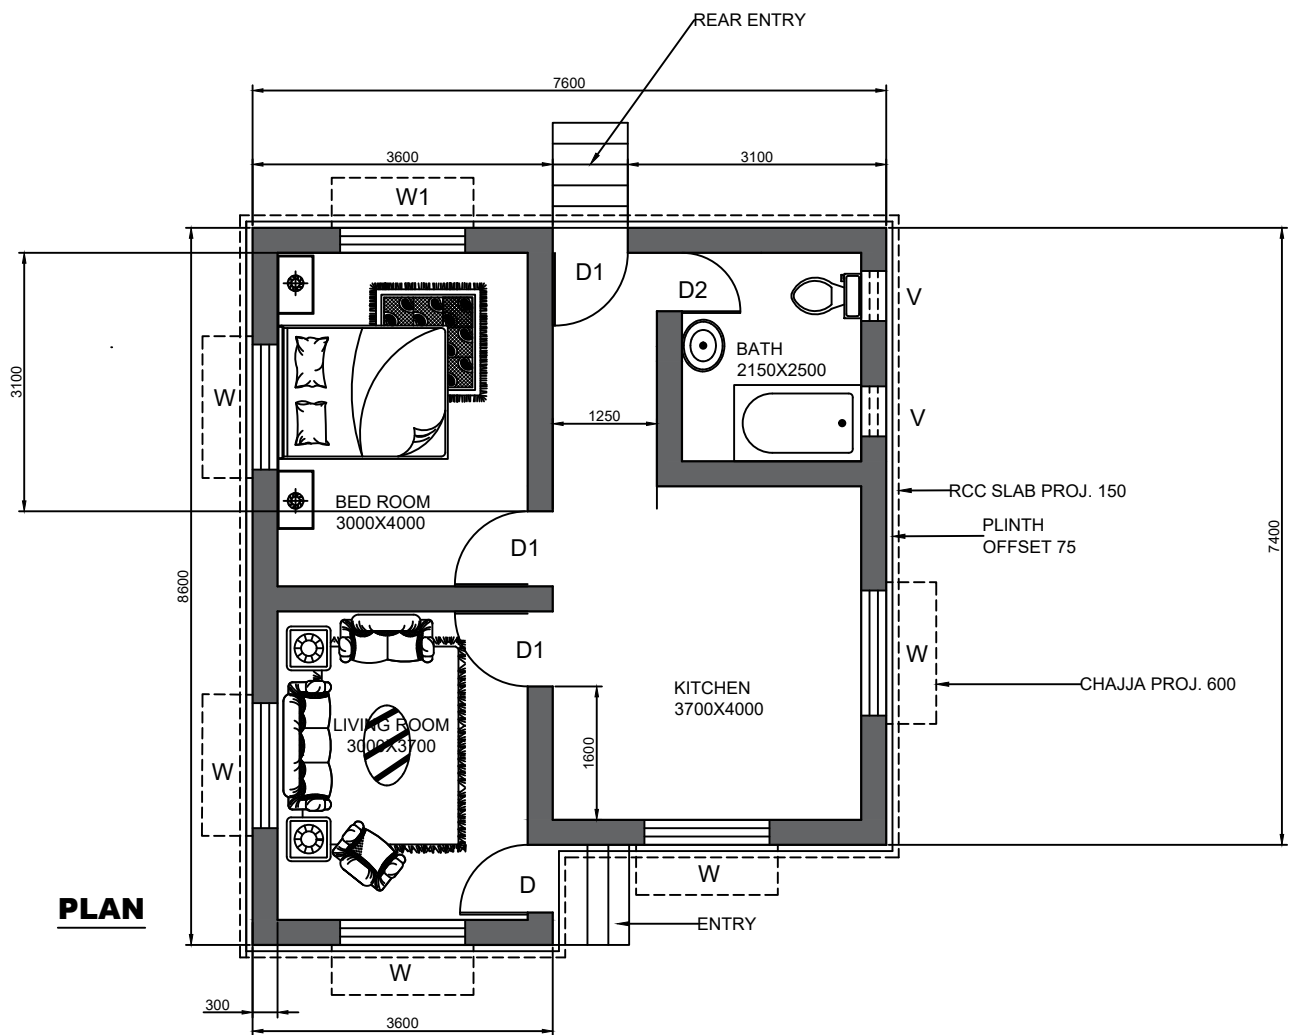 REAR ENTRY
7600
3600
3100
W1
D1
D2
V
BATH
2150X2500
3100
W
V
1250
BED ROOM
3000X4000
RCC SLAB PROJ. 150
PLINTH
OFFSET 75
7400
D1
8600
D1
W
KITCHEN
3700X4000
CHAJJA PROJ. 600
LIVING ROOM
3000X3700
1600
W
W
D
PLAN
ENTRY
W
300
3600